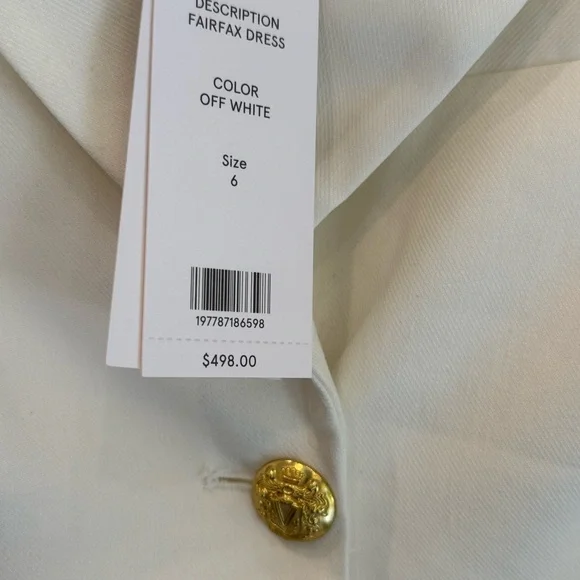 DESCRIPTION
FAIRFAX DRESS
COLOR
OFF WHITE
Size
6
197787186598
$498.00